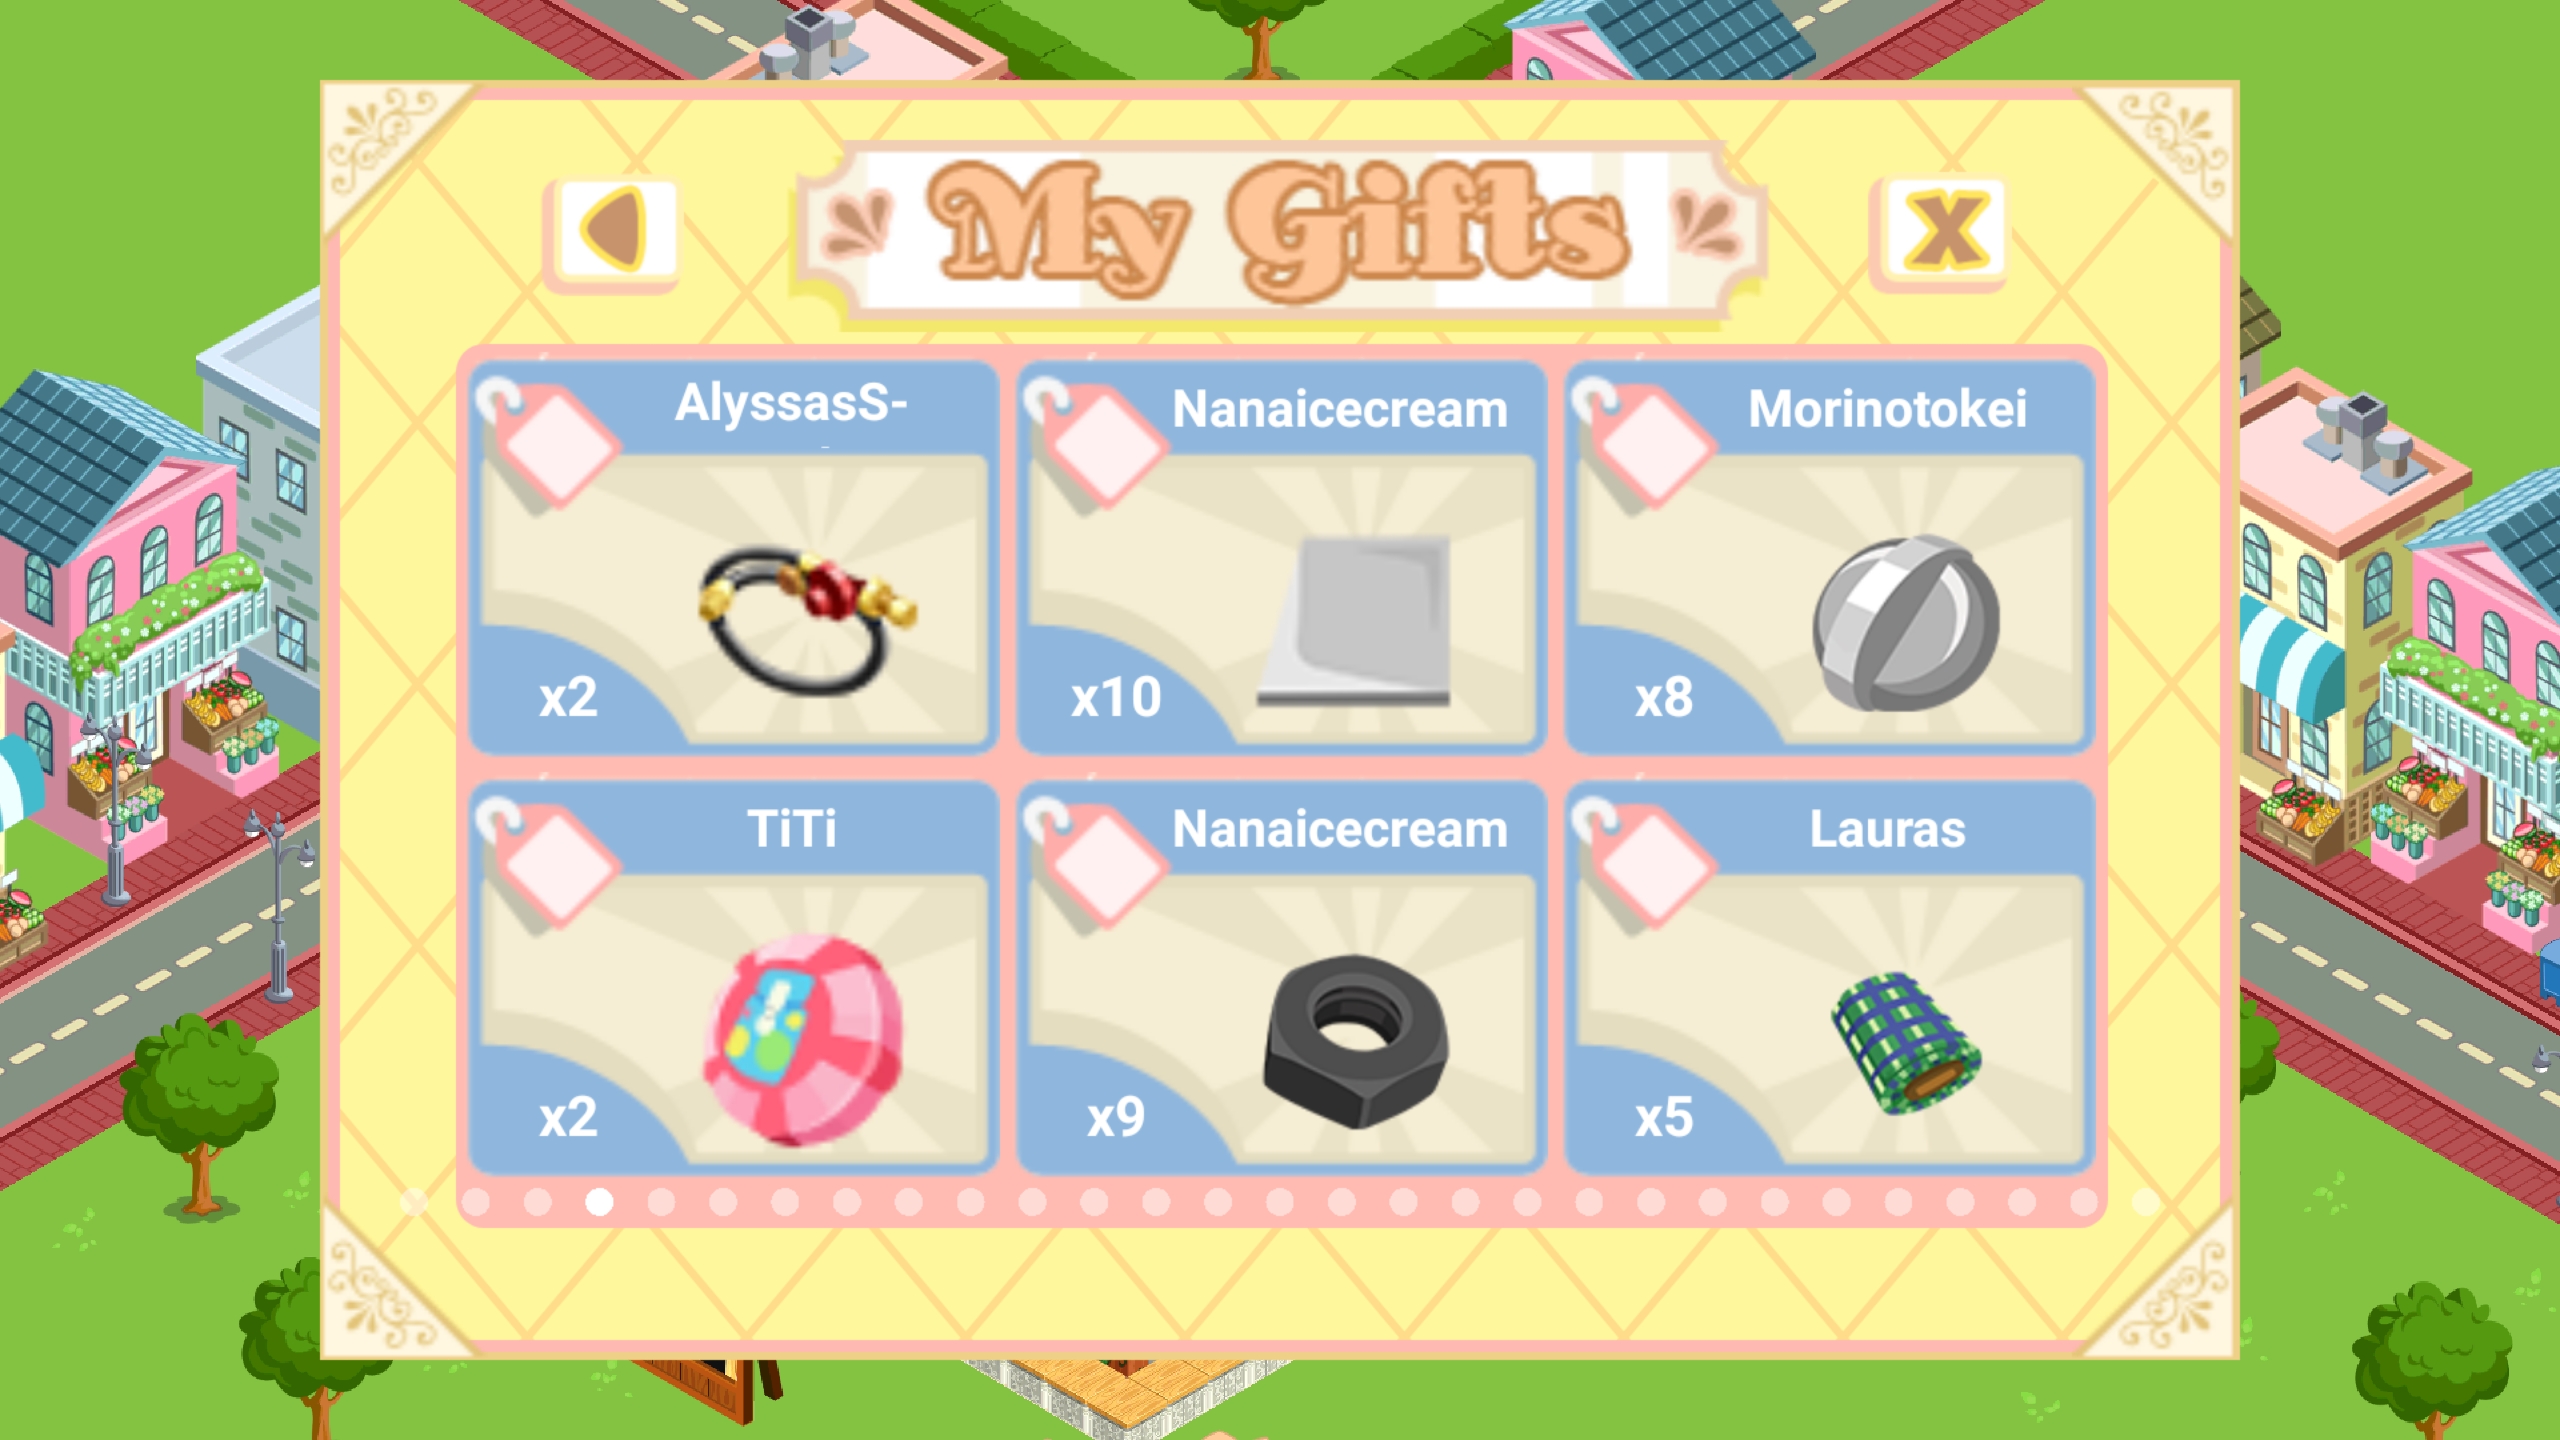 My Gifts
X
AlyssasS-
Nanaicecream
Morinotokei
x2
x10
x8
TiTi
Nanaicecream
Lauras
x2
x9
x5